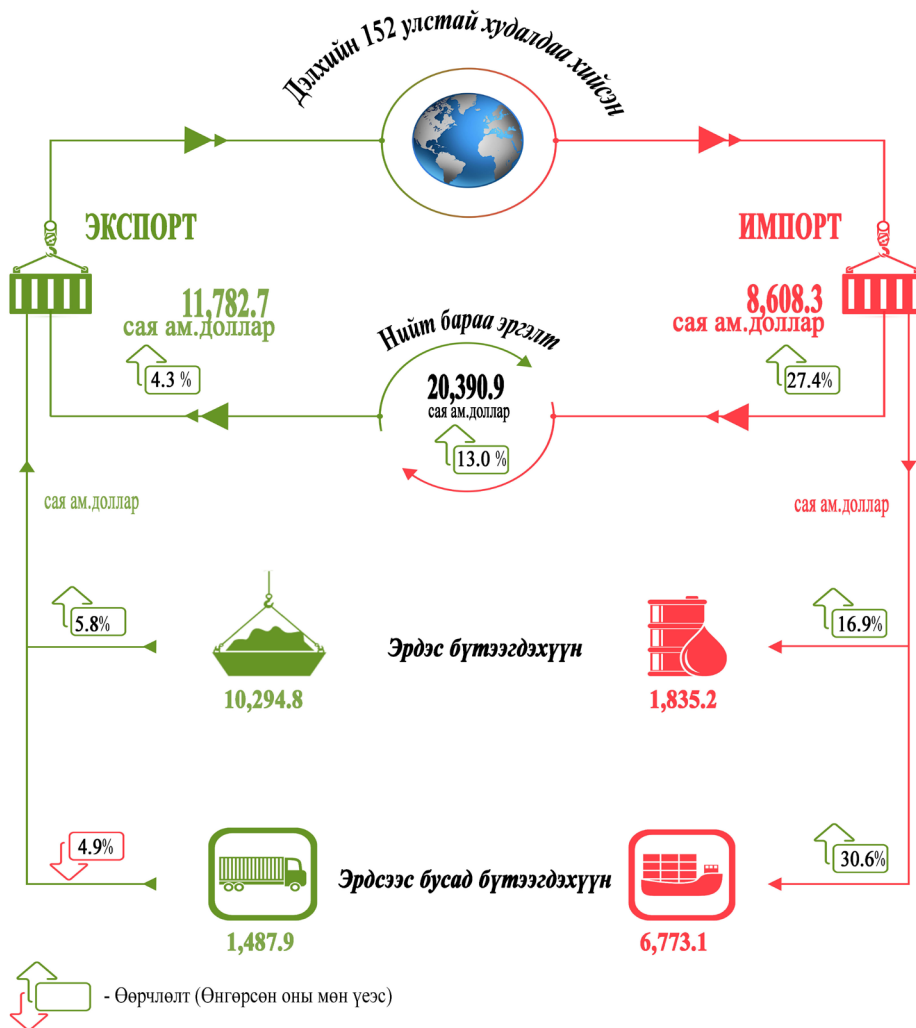 Дэлхийн 152 улстай худалдаа хийсэн
ЭКСПОРТ
ИМПОРТ
11,782.7
сая ам.доллар
4.3 %
8,608.3
сая ам.доллар
27.4%
Нийт бараа эргэлт
20,390.9
сая ам.доллар
13.0 %
сая ам.доллар
сая ам.доллар
5.8%
Эрдэс бүтээгдэхүүн
16.9%
10,294.8
1,835.2
4.9%
Эрдсээс бусад бүтээгдэхүүн
30.6%
1,487.9
6,773.1
- Өөрчлөлт (Өнгөрсөн оны мөн үеэс)